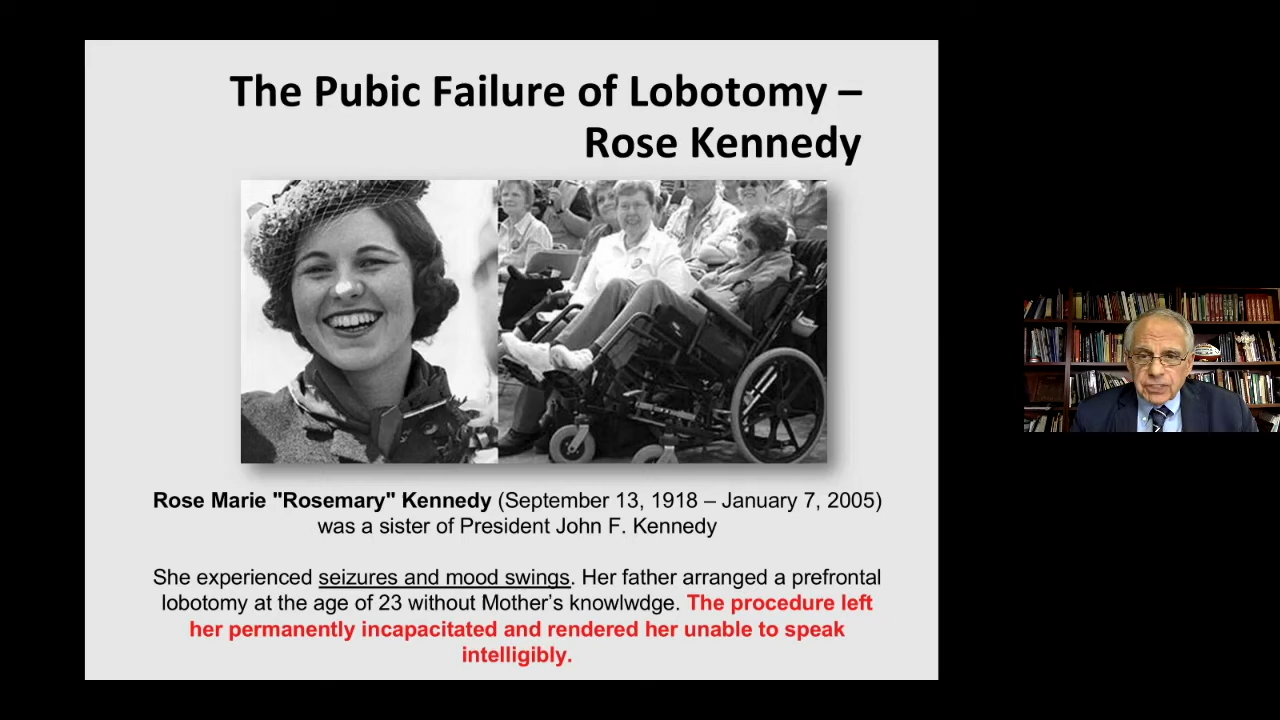 The Pubic Failure of Lobotomy –
Rose Kennedy
Rose Marie "Rosemary" Kennedy (September 13, 1918 – January 7, 2005)
was a sister of President John F. Kennedy
She experienced seizures and mood swings. Her father arranged a prefrontal
lobotomy at the age of 23 without Mother's knowlwdge. The procedure left
her permanently incapacitated and rendered her unable to speak
intelligibly.